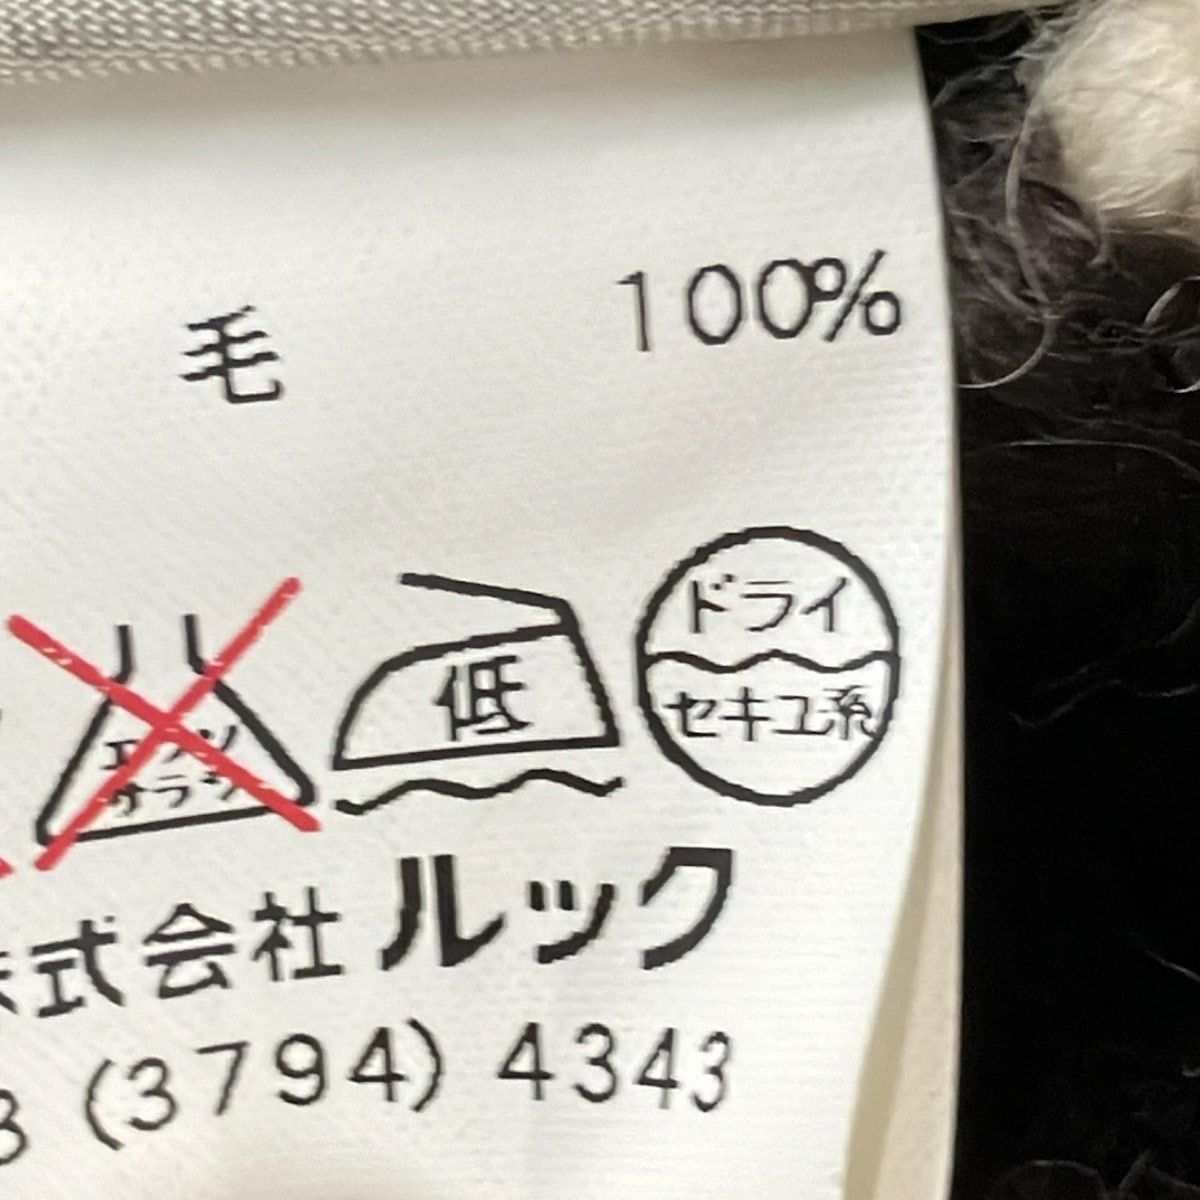 毛 100%
エンソ
サラシ
低
ドライ
セキユ系
式会社 ルック
3 (3794) 4343